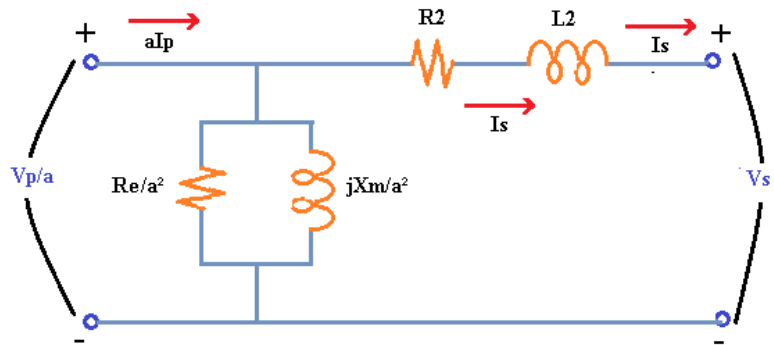 R2 L2
+ aIp Is +
Is
Vp/a Re/a² jXm/a² Vs
- -